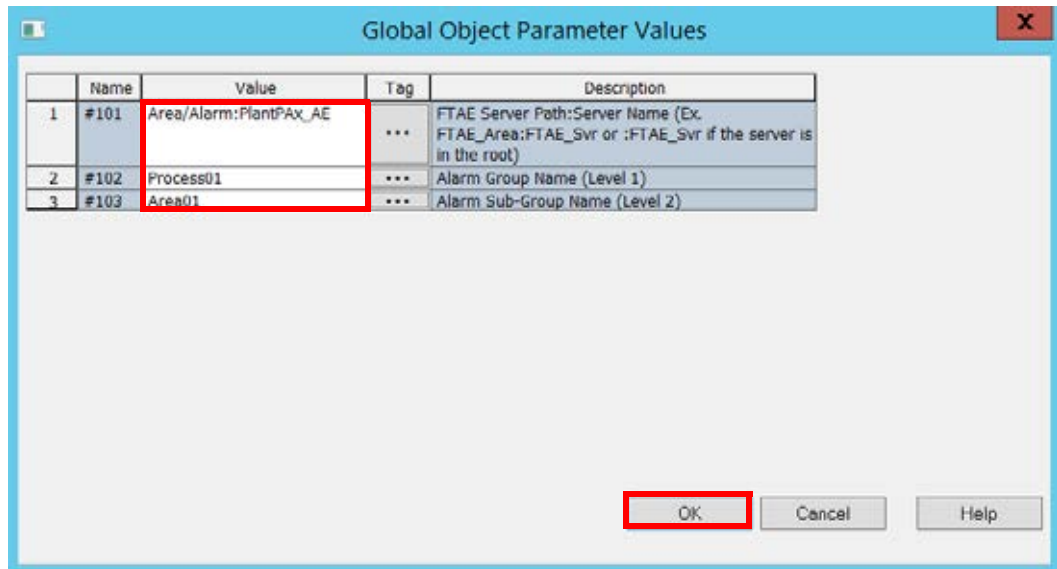 Global Object Parameter Values
X
Name Value Tag Description
1 #101 Area/Alarm:PlantPAx_AE ... FTAE Server Path:Server Name (Ex.
FTAE_Area:FTAE_Svr or :FTAE_Svr if the server is
in the root)
2 #102 Process01 ... Alarm Group Name (Level 1)
3 #103 Area01 ... Alarm Sub-Group Name (Level 2)
OK Cancel Help